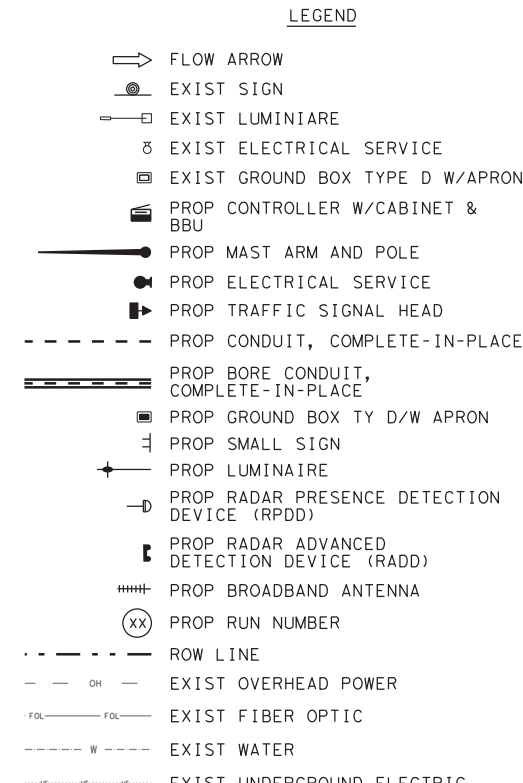 LEGEND
FLOW ARROW
EXIST SIGN
EXIST LUMINIARE
EXIST ELECTRICAL SERVICE
EXIST GROUND BOX TYPE D W/APRON
PROP CONTROLLER W/CABINET &
BBU
PROP MAST ARM AND POLE
PROP ELECTRICAL SERVICE
PROP TRAFFIC SIGNAL HEAD
PROP CONDUIT, COMPLETE-IN-PLACE
PROP BORE CONDUIT,
COMPLETE-IN-PLACE
PROP GROUND BOX TY D/W APRON
PROP SMALL SIGN
PROP LUMINAIRE
PROP RADAR PRESENCE DETECTION
DEVICE (RPDD)
PROP RADAR ADVANCED
DETECTION DEVICE (RADD)
PROP BROADBAND ANTENNA
XX PROP RUN NUMBER
ROW LINE
OH EXIST OVERHEAD POWER
FOL FOL EXIST FIBER OPTIC
W EXIST WATER
EXIST UNDERGROUND ELECTRIC